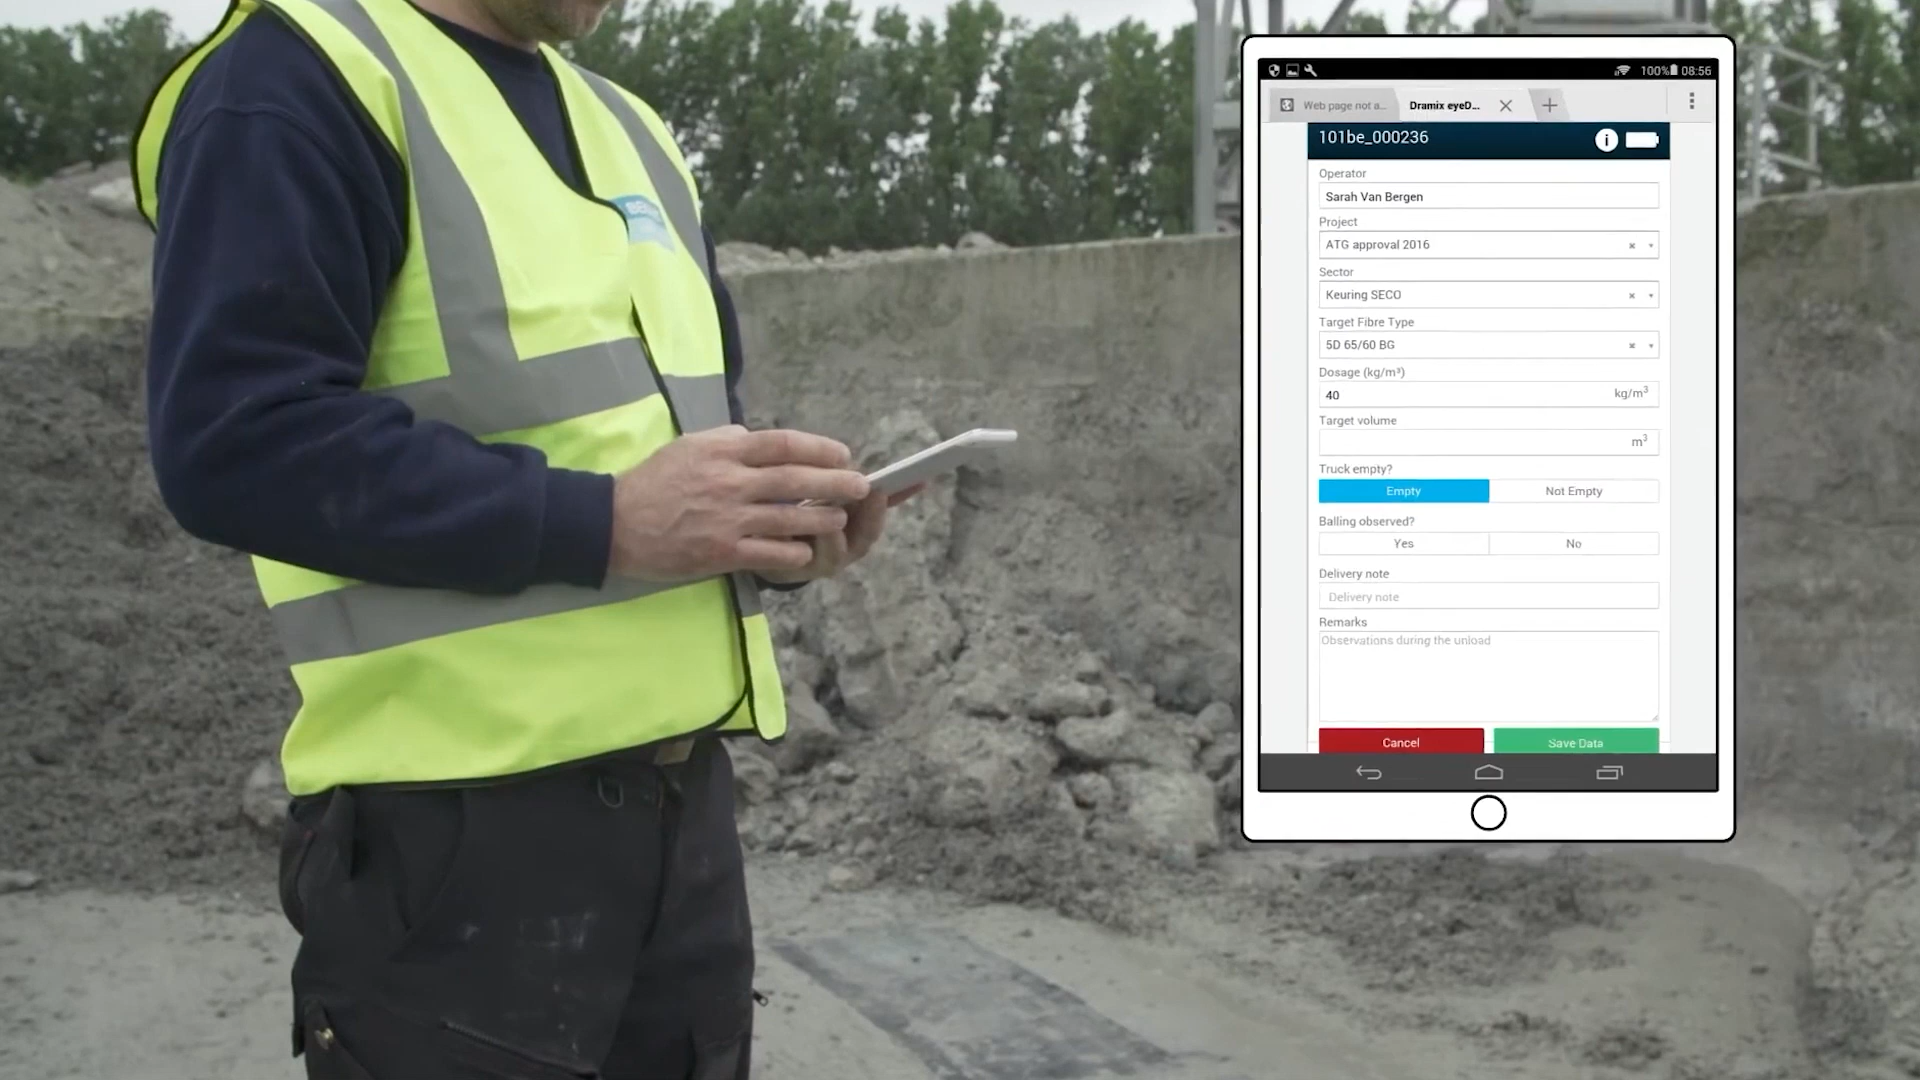 100% 08:56
Web page not a...
Dramix eyeD...
101be_000236
Operator
Sarah Van Bergen
Project
ATG approval 2016
Sector
Keuring SECO
Target Fibre Type
5D 65/60 BG
Dosage (kg/m³)
40 kg/m³
Target volume
m³
Truck empty?
Empty Not Empty
Balling observed?
Yes No
Delivery note
Delivery note
Remarks
Observations during the unload
Cancel Save Data